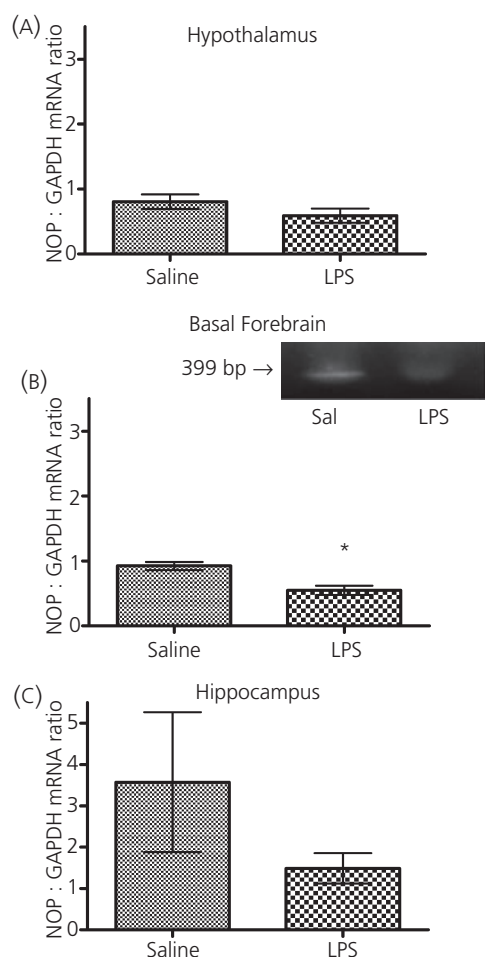 (A)
Hypothalamus
NOP : GAPDH mRNA ratio
3
2
1
0
Saline LPS
Basal Forebrain
399 bp →
Sal LPS
(B)
NOP : GAPDH mRNA ratio
3
2
1
0
*
Saline LPS
(C)
Hippocampus
NOP : GAPDH mRNA ratio
5
4
3
2
1
0
Saline LPS